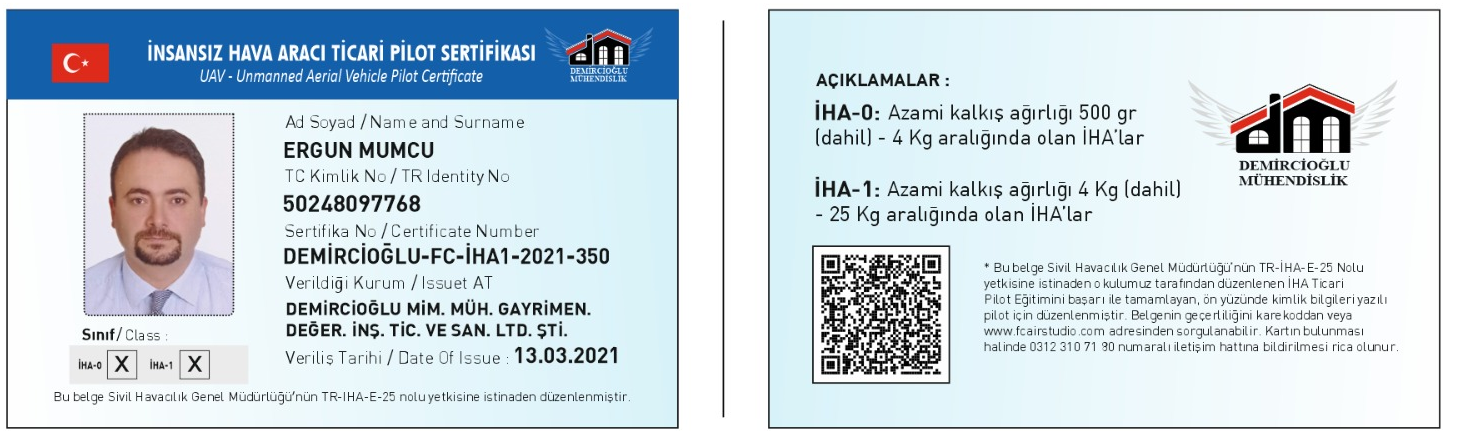 İNSANSIZ HAVA ARACI TİCARİ PİLOT SERTİFİKASI
UAV - Unmanned Aerial Vehicle Pilot Certificate
DEMİRCİOĞLU
MÜHENDİSLİK
Ad Soyad / Name and Surname
ERGUN MUMCU
TC Kimlik No / TR Identity No
50248097768
Sertifika No / Certificate Number
DEMİRCİOĞLU-FC-İHA1-2021-350
Verildiği Kurum / Issuet AT
DEMİRCİOĞLU MİM. MÜH. GAYRİMEN.
DEĞER. İNŞ. TİC. VE SAN. LTD. ŞTİ.
Veriliş Tarihi / Date Of Issue : 13.03.2021
Sınıf/ Class :
İHA-0 X İHA-1 X
Bu belge Sivil Havacılık Genel Müdürlüğü'nün TR-IHA-E-25 nolu yetkisine istinaden düzenlenmiştir.
AÇIKLAMALAR :
İHA-0: Azami kalkış ağırlığı 500 gr
(dahil) - 4 Kg aralığında olan İHA'lar
İHA-1: Azami kalkış ağırlığı 4 Kg (dahil)
- 25 Kg aralığında olan İHA'lar
DEMİRCİOĞLU
MÜHENDİSLİK
* Bu belge Sivil Havacılık Genel Müdürlüğü'nün TR-İHA-E-25 Nolu
yetkisine istinaden o kulumuz tarafından düzenlenen İHA Ticari
Pilot Eğitimini başarı ile tamamlayan, ön yüzünde kimlik bilgileri yazılı
pilot için düzenlenmiştir. Belgenin geçerliliğini karekoddan veya
www.fcairstudio.com adresinden sorgulanabilir. Kartın bulunması
halinde 0312 310 71 90 numaralı iletişim hattına bildirilmesi rica olunur.